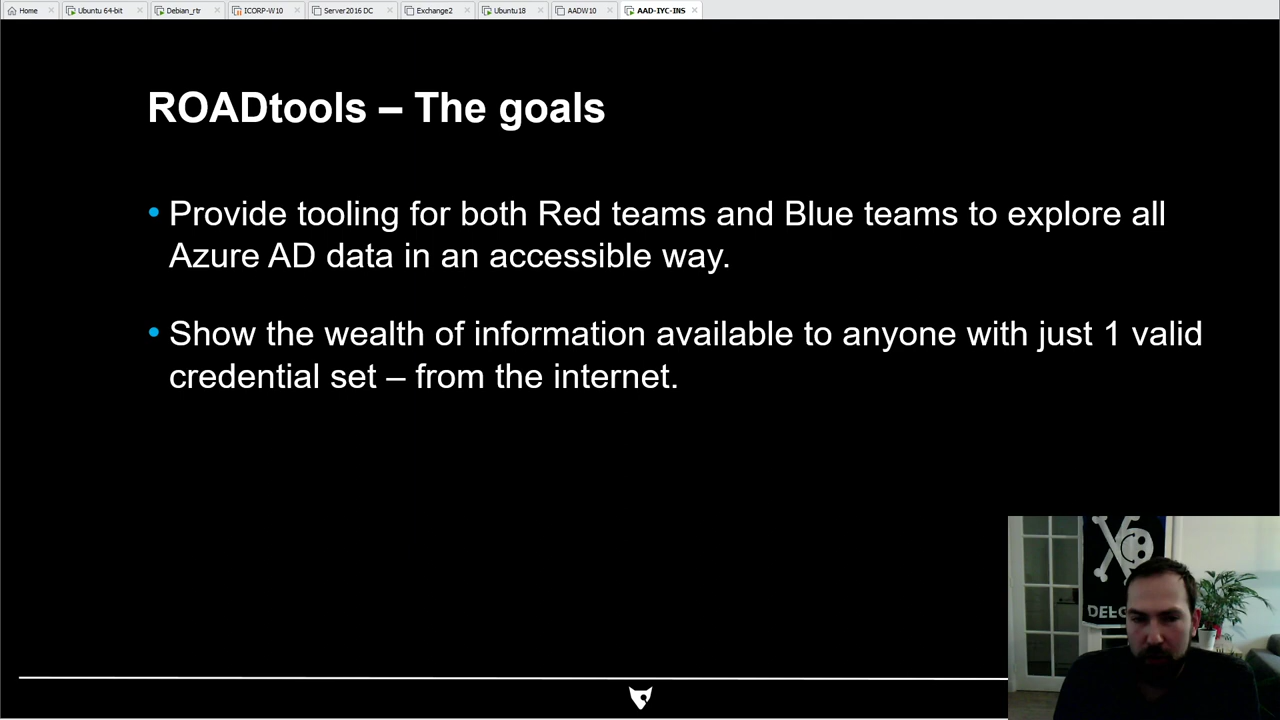 Home
Ubuntu 64-bit
Debian_rtr
ICORP-W10
Server2016 DC
Exchange2
Ubuntu18
AADW10
AAD-IYC-INS
ROADtools – The goals
• Provide tooling for both Red teams and Blue teams to explore all
Azure AD data in an accessible way.
• Show the wealth of information available to anyone with just 1 valid
credential set – from the internet.